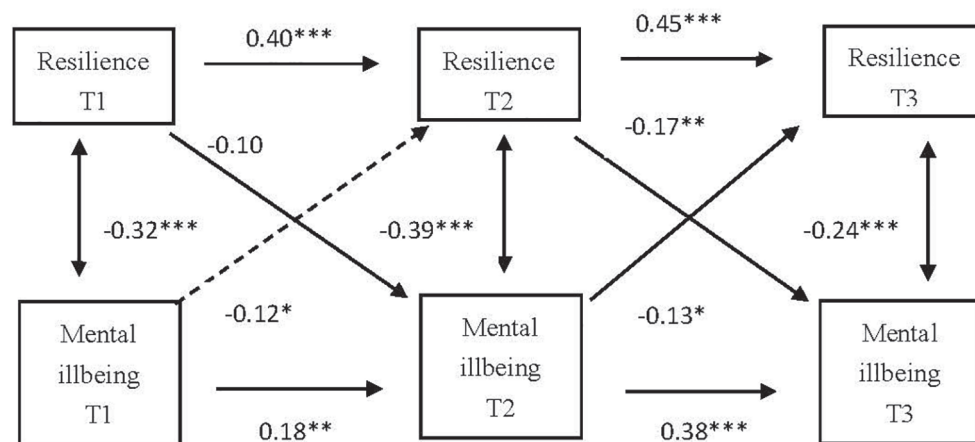 0.40***
0.45***
Resilience
T1
Resilience
T2
Resilience
T3
-0.10
-0.17**
-0.32***
-0.39***
-0.24***
-0.12*
-0.13*
Mental
illbeing
T1
Mental
illbeing
T2
Mental
illbeing
T3
0.18**
0.38***